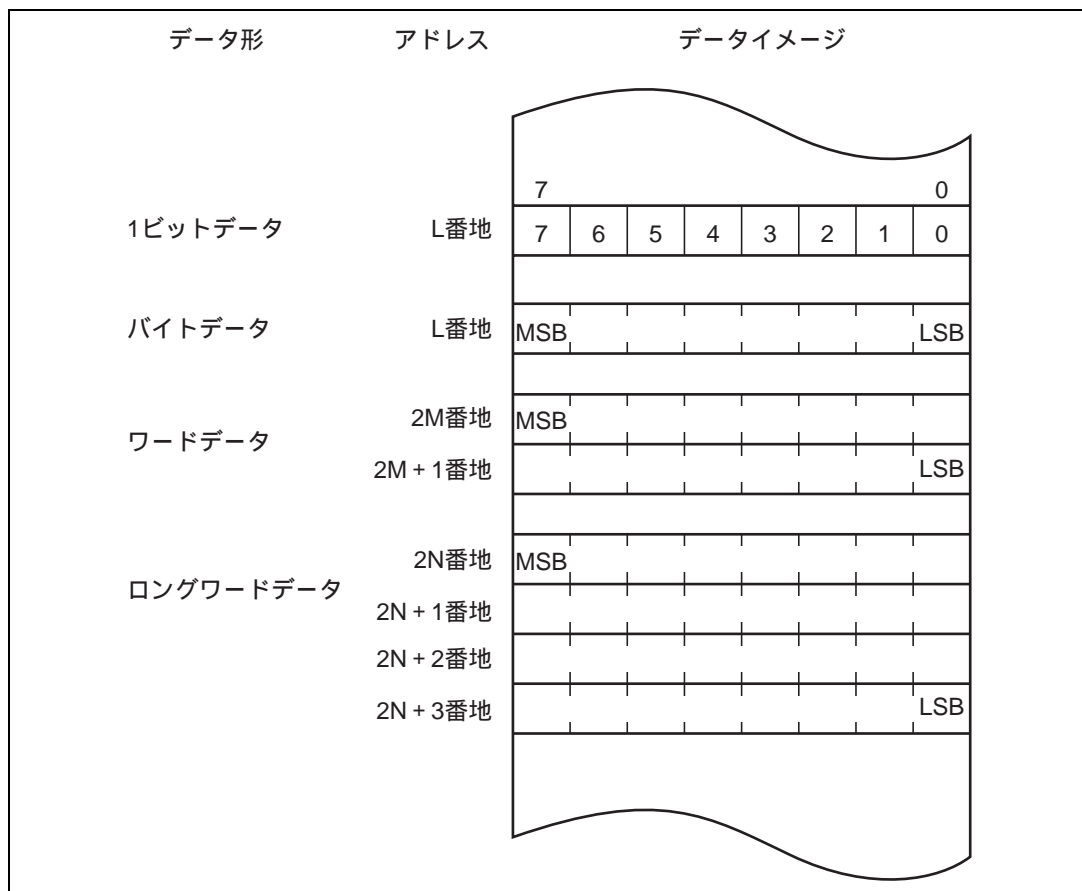 データ形 アドレス データイメージ
7 0
1ビットデータ L番地 7 6 5 4 3 2 1 0
バイトデータ L番地 MSB LSB
ワードデータ
2M番地 MSB
2M + 1番地 LSB
ロングワードデータ
2N番地 MSB
2N + 1番地
2N + 2番地
2N + 3番地 LSB